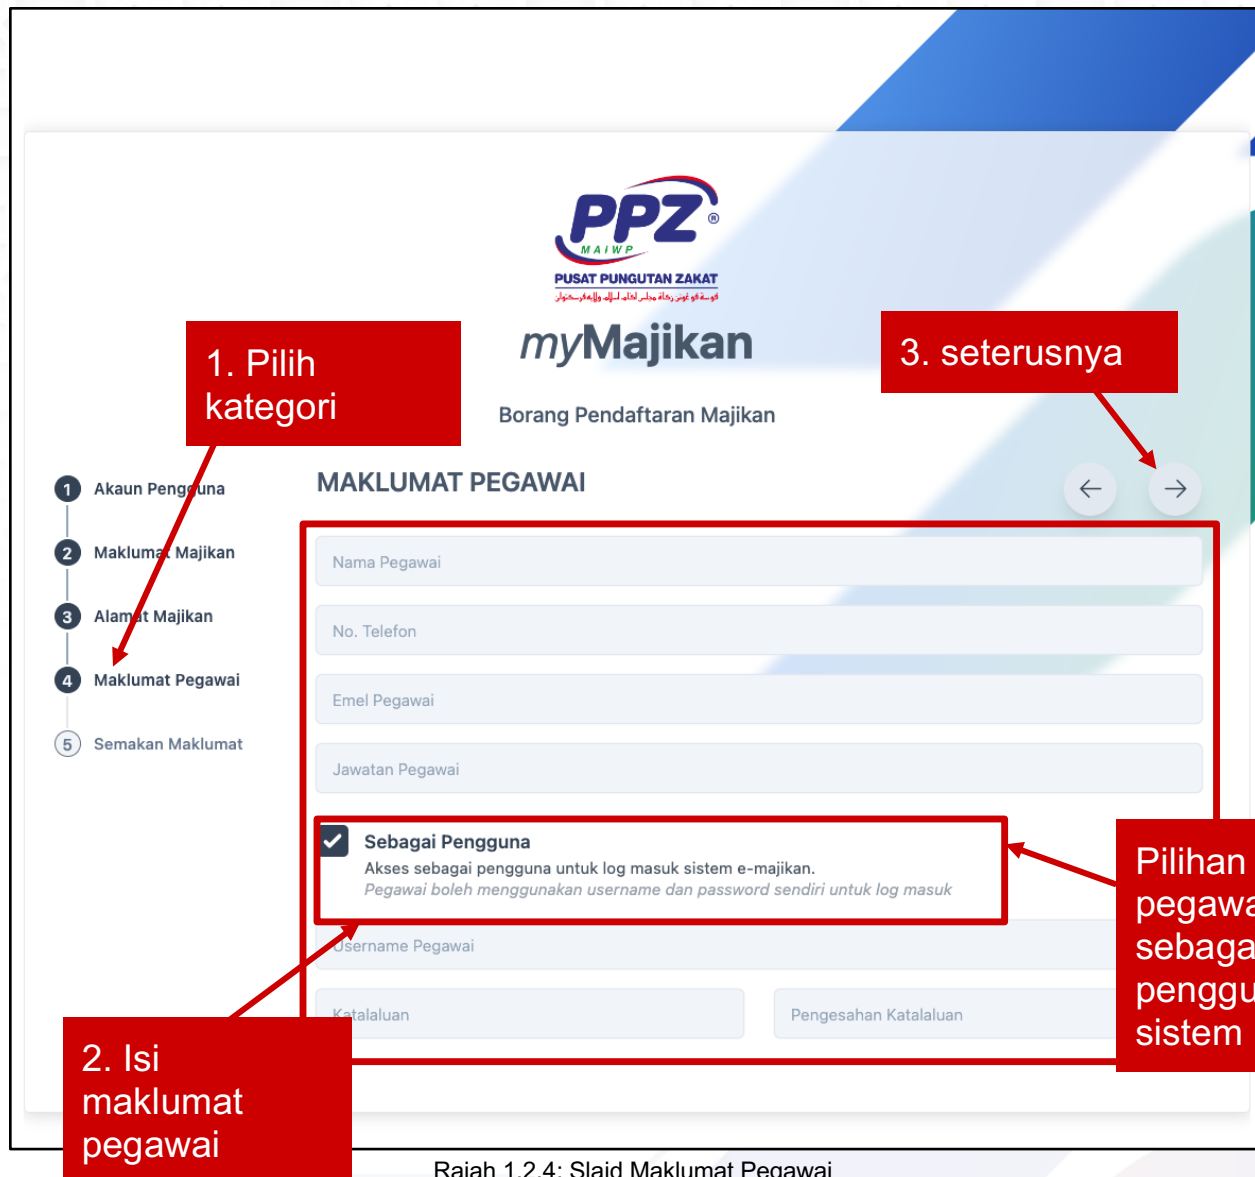 PPZ®
MAIWP
PUSAT PUNGUTAN ZAKAT
myMajikan
1. Pilih
kategori
3. seterusnya
Borang Pendaftaran Majikan
1 Akaun Pengguna
2 Maklumat Majikan
3 Alamat Majikan
4 Maklumat Pegawai
5 Semakan Maklumat
MAKLUMAT PEGAWAI
Nama Pegawai
No. Telefon
Emel Pegawai
Jawatan Pegawai
Sebagai Pengguna
Akses sebagai pengguna untuk log masuk sistem e-majikan.
Pegawai boleh menggunakan username dan password sendiri untuk log masuk
Username Pegawai
Katalaluan
Pengesahan Katalaluan
Pilihan
pegawa
sebaga
penggu
sistem
2. Isi
maklumat
pegawai
Rajah 1.2.4: Slaid Maklumat Pegawai